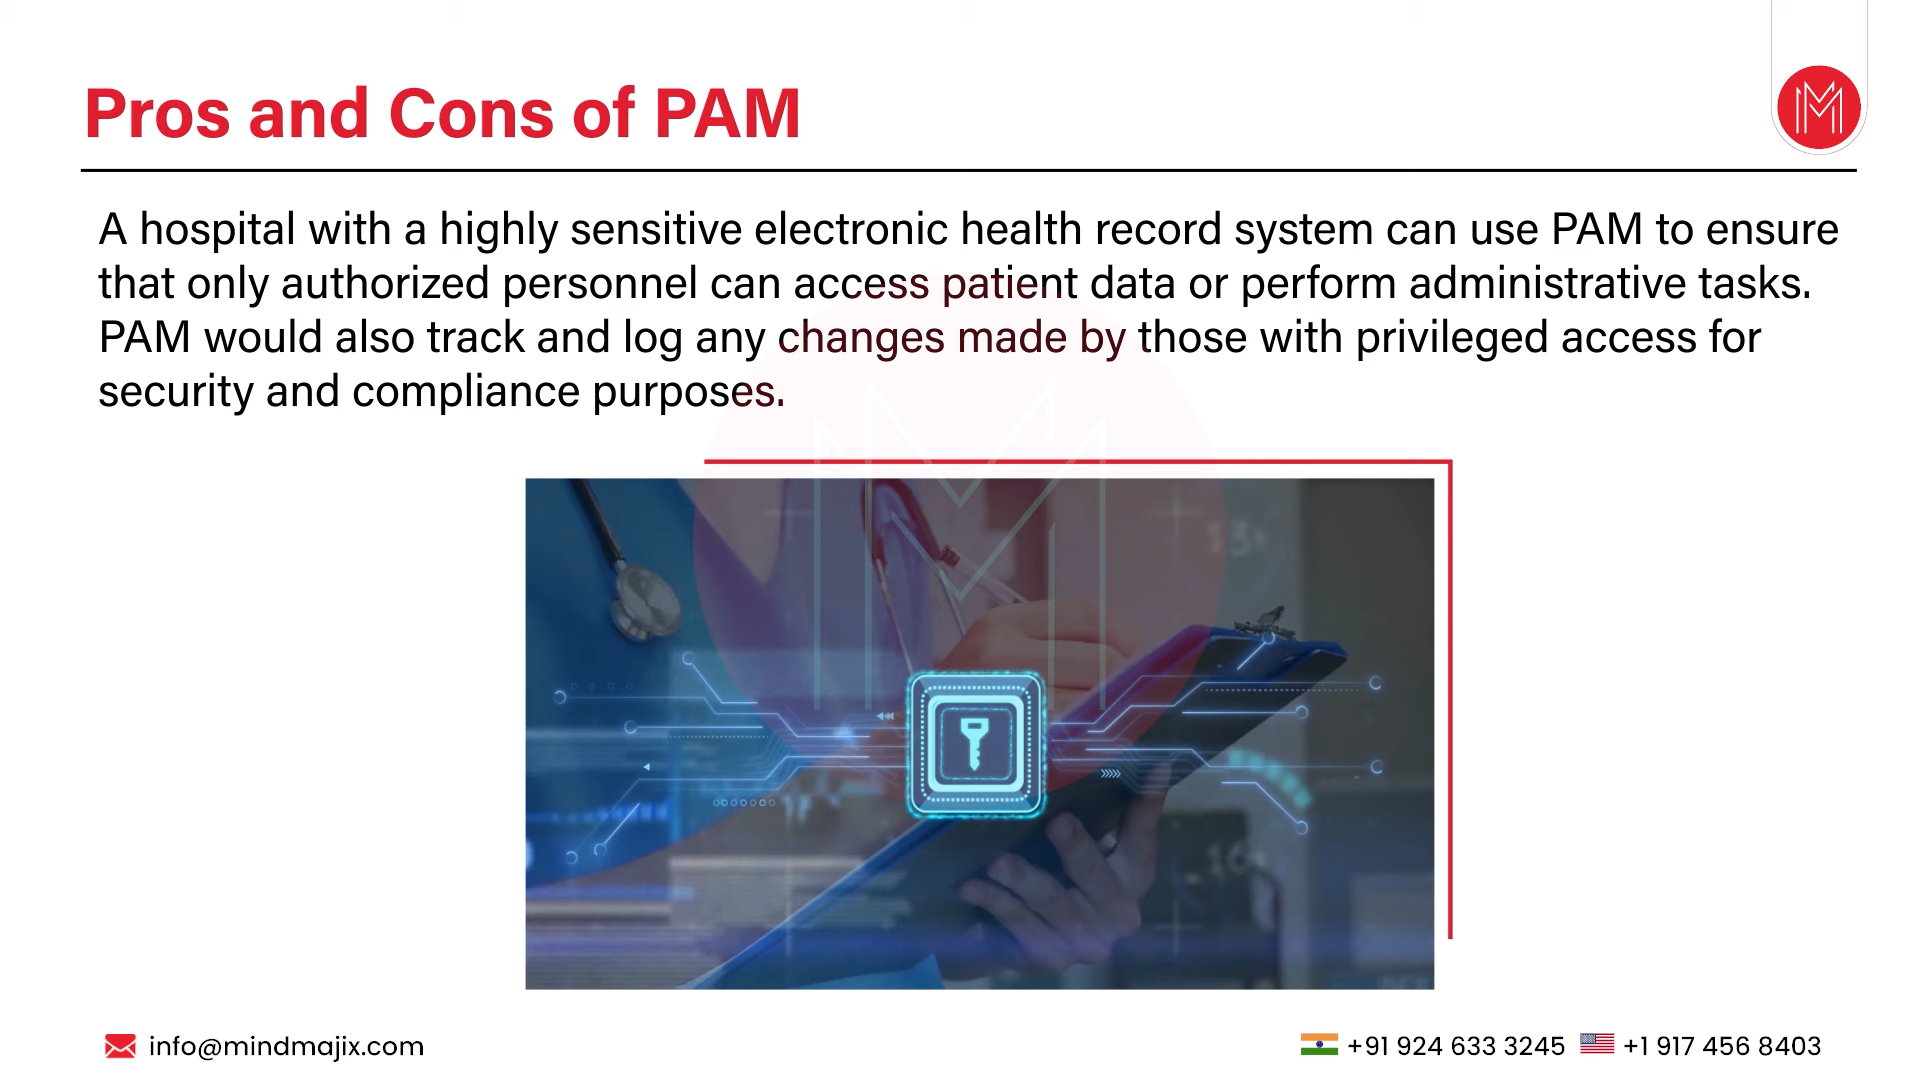 Pros and Cons of PAM
A hospital with a highly sensitive electronic health record system can use PAM to ensure
that only authorized personnel can access patient data or perform administrative tasks.
PAM would also track and log any changes made by those with privileged access for
security and compliance purposes.
info@mindmajix.com
+91 924 633 3245
+1 917 456 8403